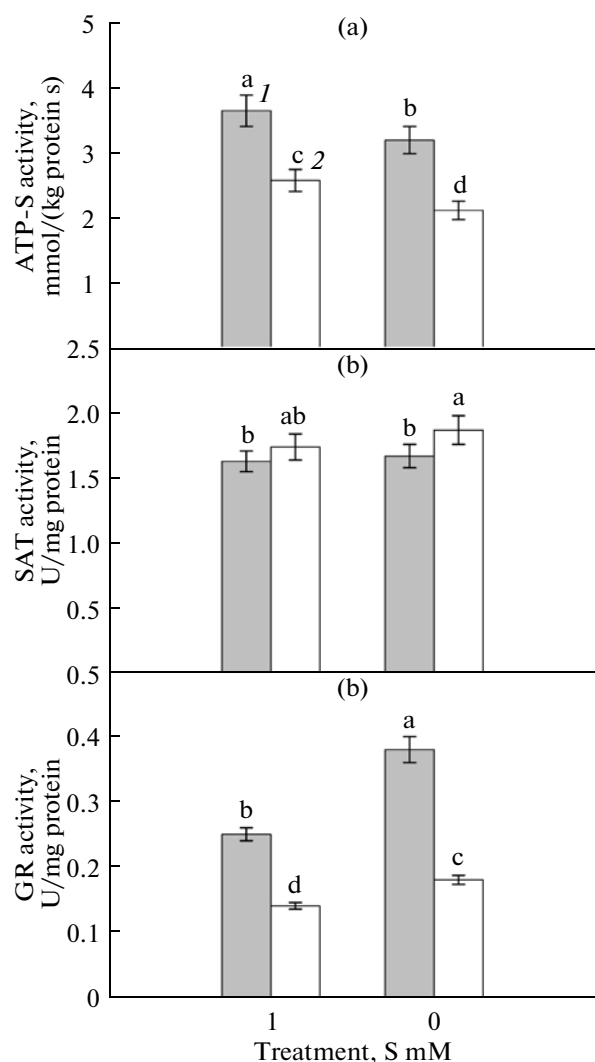 (a)
ATP-S activity,
mmol/(kg protein s)
5
4
3
2
1
a
1
c
2
b
d
(b)
SAT activity,
U/mg protein
2.5
2.0
1.5
1.0
0.5
b
ab
b
a
(b)
GR activity,
U/mg protein
0.5
0.4
0.3
0.2
0.1
0
b
d
a
c
1 0
Treatment, S mM